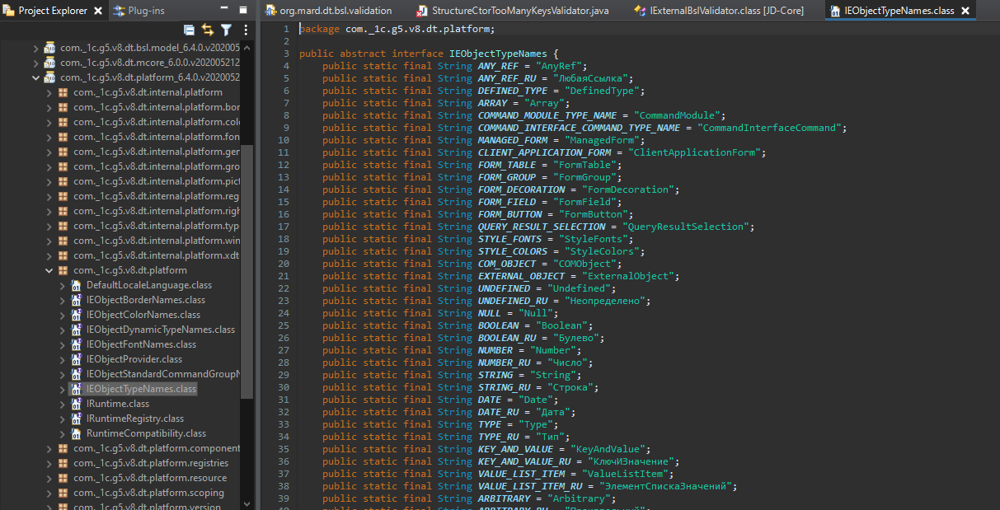 Project Explorer
Plug-ins
com._1c.g5.v8.dt.bsl.model_6.4.0.v202005
com._1c.g5.v8.dt.mcore_6.0.0.v202005212
com._1c.g5.v8.dt.platform_6.4.0.v20200052
com._1c.g5.v8.dt.internal.platform
com._1c.g5.v8.dt.internal.platform.bor
com._1c.g5.v8.dt.internal.platform.col
com._1c.g5.v8.dt.internal.platform.fon
com._1c.g5.v8.dt.internal.platform.ger
com._1c.g5.v8.dt.internal.platform.gro
com._1c.g5.v8.dt.internal.platform.pict
com._1c.g5.v8.dt.internal.platform.reg
com._1c.g5.v8.dt.internal.platform.righ
com._1c.g5.v8.dt.internal.platform.type
com._1c.g5.v8.dt.internal.platform.win
com._1c.g5.v8.dt.internal.platform.xdt
com._1c.g5.v8.dt.platform
DefaultLocaleLanguage.class
IEObjectBorderNames.class
IEObjectColorNames.class
IEObjectDynamicTypeNames.class
IEObjectFontNames.class
IEObjectProvider.class
IEObjectStandardCommandGroupN
IEObjectTypeNames.class
IRuntime.class
IRuntimeRegistry.class
RuntimeCompatibility.class
com._1c.g5.v8.dt.platform.component
com._1c.g5.v8.dt.platform.registries
com._1c.g5.v8.dt.platform.resource
com._1c.g5.v8.dt.platform.scoping
com._1c.g5.v8.dt.platform.version
org.mard.dt.bsl.validation
StructureCtorTooManyKeysValidator.java
IExternalBslValidator.class [JD-Core]
IEObjectTypeNames.class
1 package com._1c.g5.v8.dt.platform;
2
3 public abstract interface IEObjectTypeNames {
4 public static final String ANY_REF = "AnyRef";
5 public static final String ANY_REF_RU = "ЛюбаяСсылка";
6 public static final String DEFINED_TYPE = "DefinedType";
7 public static final String ARRAY = "Array";
8 public static final String COMMAND_MODULE_TYPE_NAME = "CommandModule";
9 public static final String COMMAND_INTERFACE_COMMAND_TYPE_NAME = "CommandInterfaceCommand";
10 public static final String MANAGED_FORM = "ManagedForm";
11 public static final String CLIENT_APPLICATION_FORM = "ClientApplicationForm";
12 public static final String FORM_TABLE = "FormTable";
13 public static final String FORM_GROUP = "FormGroup";
14 public static final String FORM_DECORATION = "FormDecoration";
15 public static final String FORM_FIELD = "FormField";
16 public static final String FORM_BUTTON = "FormButton";
17 public static final String QUERY_RESULT_SELECTION = "QueryResultSelection";
18 public static final String STYLE_FONTS = "StyleFonts";
19 public static final String STYLE_COLORS = "StyleColors";
20 public static final String COM_OBJECT = "COMObject";
21 public static final String EXTERNAL_OBJECT = "ExternalObject";
22 public static final String UNDEFINED = "Undefined";
23 public static final String UNDEFINED_RU = "Неопределено";
24 public static final String NULL = "Null";
25 public static final String BOOLEAN = "Boolean";
26 public static final String BOOLEAN_RU = "Булево";
27 public static final String NUMBER = "Number";
28 public static final String NUMBER_RU = "Число";
29 public static final String STRING = "String";
30 public static final String STRING_RU = "Строка";
31 public static final String DATE = "Date";
32 public static final String DATE_RU = "Дата";
33 public static final String TYPE = "Type";
34 public static final String TYPE_RU = "Тип";
35 public static final String KEY_AND_VALUE = "KeyAndValue";
36 public static final String KEY_AND_VALUE_RU = "КлючИЗначение";
37 public static final String VALUE_LIST_ITEM = "ValueListItem";
38 public static final String VALUE_LIST_ITEM_RU = "ЭлементСпискаЗначений";
39 public static final String ARBITRARY = "Arbitrary";